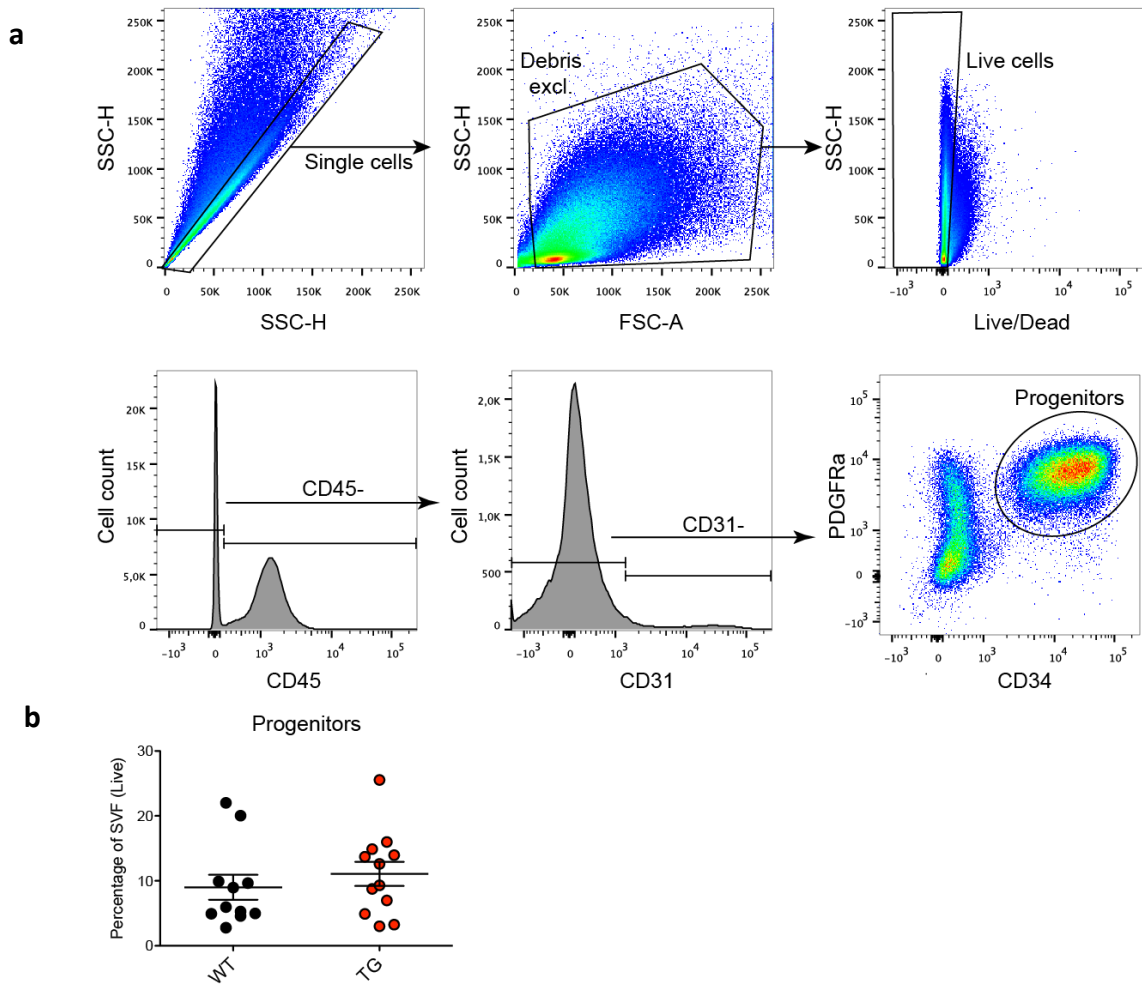 a
SSC-H
250K
200K
150K
100K
50K
0
0 50K 100K 150K 200K 250K
SSC-H
Single cells
SSC-H
250K
200K
150K
100K
50K
0
0 50K 100K 150K 200K 250K
FSC-A
Debris
excl.
SSC-H
250K
200K
150K
100K
50K
0
-10³ 0 10³ 10⁴ 10⁵
Live/Dead
Live cells
Cell count
20K
15K
10K
5,0K
0
-10³ 0 10³ 10⁴ 10⁵
CD45
CD45-
Cell count
2,0K
1,5K
1,0K
500
0
-10³ 0 10³ 10⁴ 10⁵
CD31
CD31-
PDGFRa
10⁵
10⁴
10³
0
-10³
-10³ 0 10³ 10⁴ 10⁵
CD34
Progenitors
b
Progenitors
Percentage of SVF (Live)
30
20
10
0
WT
TG